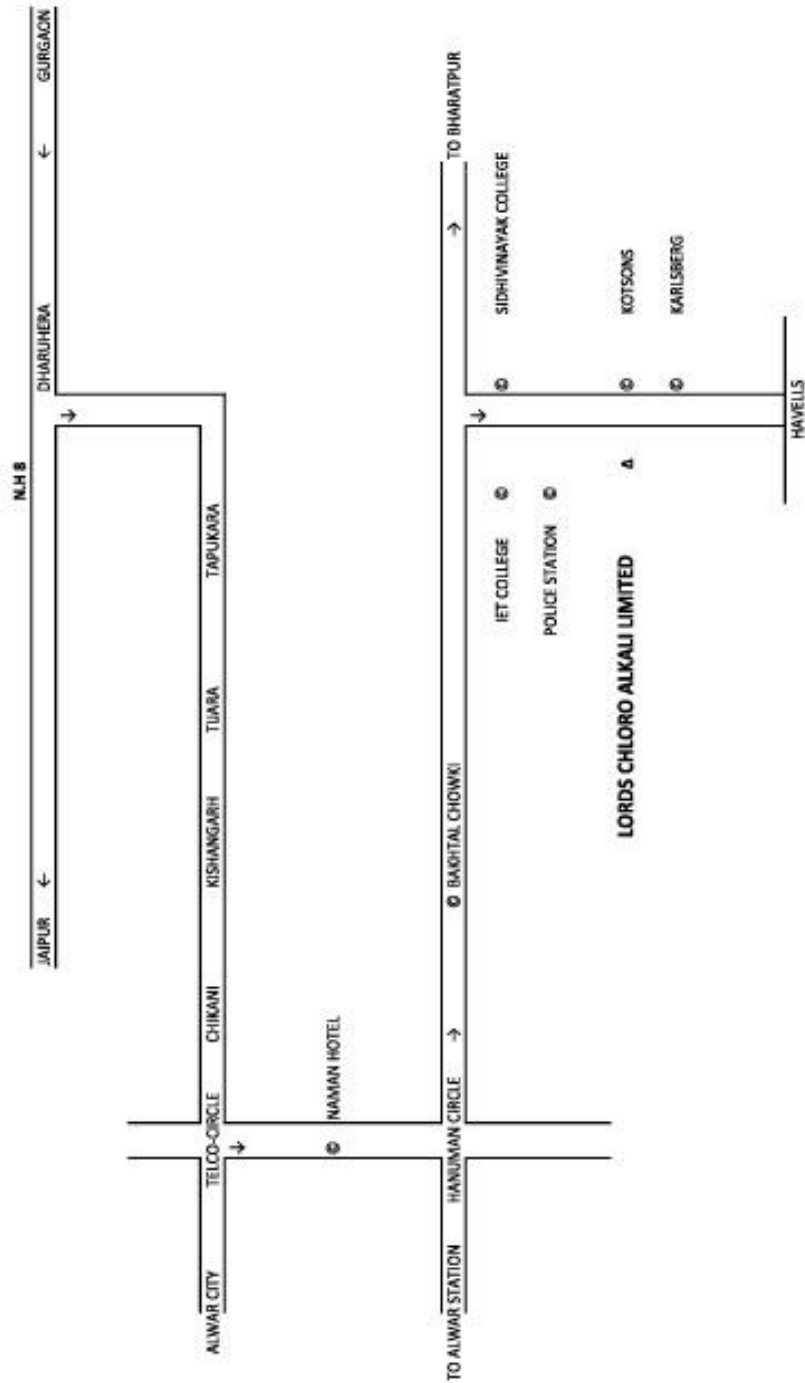 N.H 8
JAIPUR ← DHARUHERA ← GURGAON
↓
ALWAR CITY TELCO-CIRCLE CHIKANI KISHANGARH TIJARA TAPUKARA
↓
© NAMAN HOTEL
TO ALWAR STATION HANUMAN CIRCLE → © BAKHTAL CHOWKI → TO BHARATPUR
↓
IET COLLEGE © © SIDHIVINAYAK COLLEGE
POLICE STATION ©
LORDS CHLORO ALKALI LIMITED Δ © KOTSONS
© KARLSBERG
HAVELLS